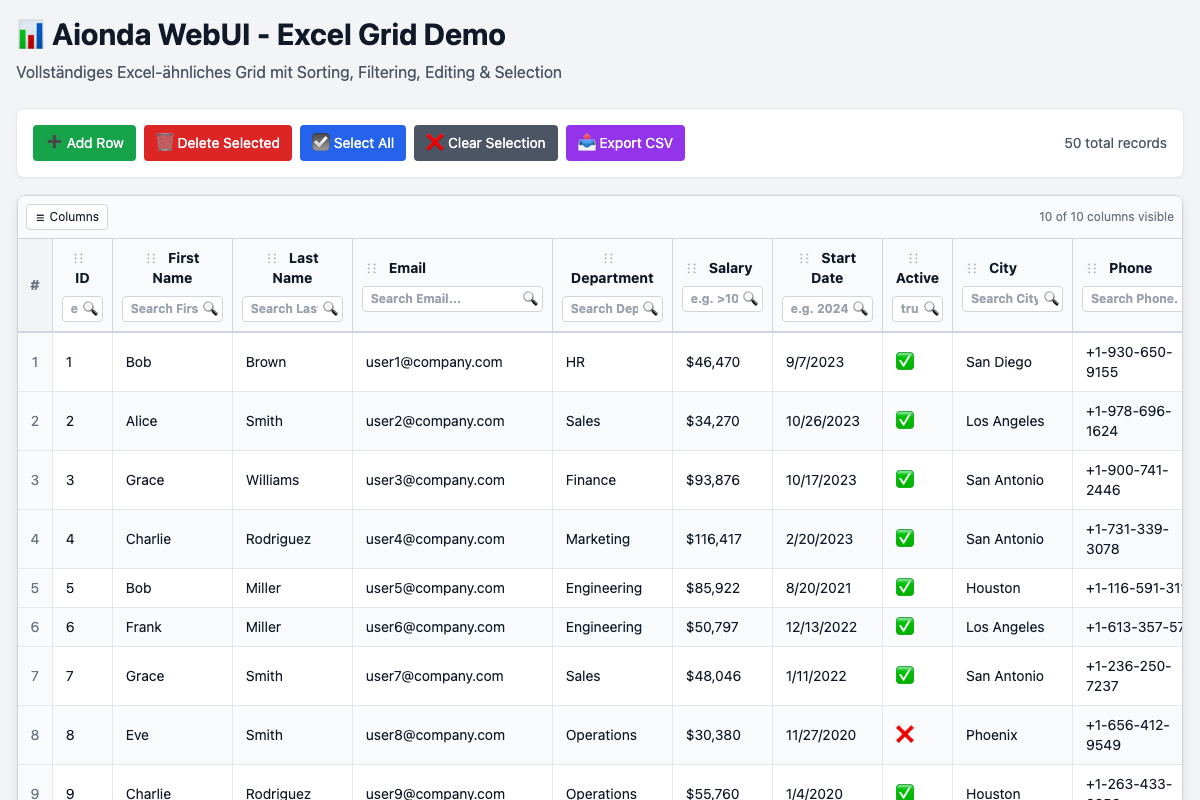 📊 Aionda WebUI - Excel Grid Demo
Vollständiges Excel-ähnliches Grid mit Sorting, Filtering, Editing & Selection
➕ Add Row 🗑️ Delete Selected ☑️ Select All ❌ Clear Selection 📤 Export CSV 50 total records
≡ Columns 10 of 10 columns visible
# ID First Name Last Name Email Department Salary Start Date Active City Phone
e Search Firs Search Las Search Email... Search Dep e.g. >10 e.g. 2024 tru Search City Search Phone.
1 1 Bob Brown user1@company.com HR $46,470 9/7/2023 ✅ San Diego +1-930-650-9155
2 2 Alice Smith user2@company.com Sales $34,270 10/26/2023 ✅ Los Angeles +1-978-696-1624
3 3 Grace Williams user3@company.com Finance $93,876 10/17/2023 ✅ San Antonio +1-900-741-2446
4 4 Charlie Rodriguez user4@company.com Marketing $116,417 2/20/2023 ✅ San Antonio +1-731-339-3078
5 5 Bob Miller user5@company.com Engineering $85,922 8/20/2021 ✅ Houston +1-116-591-31
6 6 Frank Miller user6@company.com Engineering $50,797 12/13/2022 ✅ Los Angeles +1-613-357-57
7 7 Grace Smith user7@company.com Sales $48,046 1/11/2022 ✅ San Antonio +1-236-250-7237
8 8 Eve Smith user8@company.com Operations $30,380 11/27/2020 ❌ Phoenix +1-656-412-9549
9 9 Charlie Rodriguez user9@company.com Operations $55,760 1/4/2020 ✅ Houston +1-263-433-